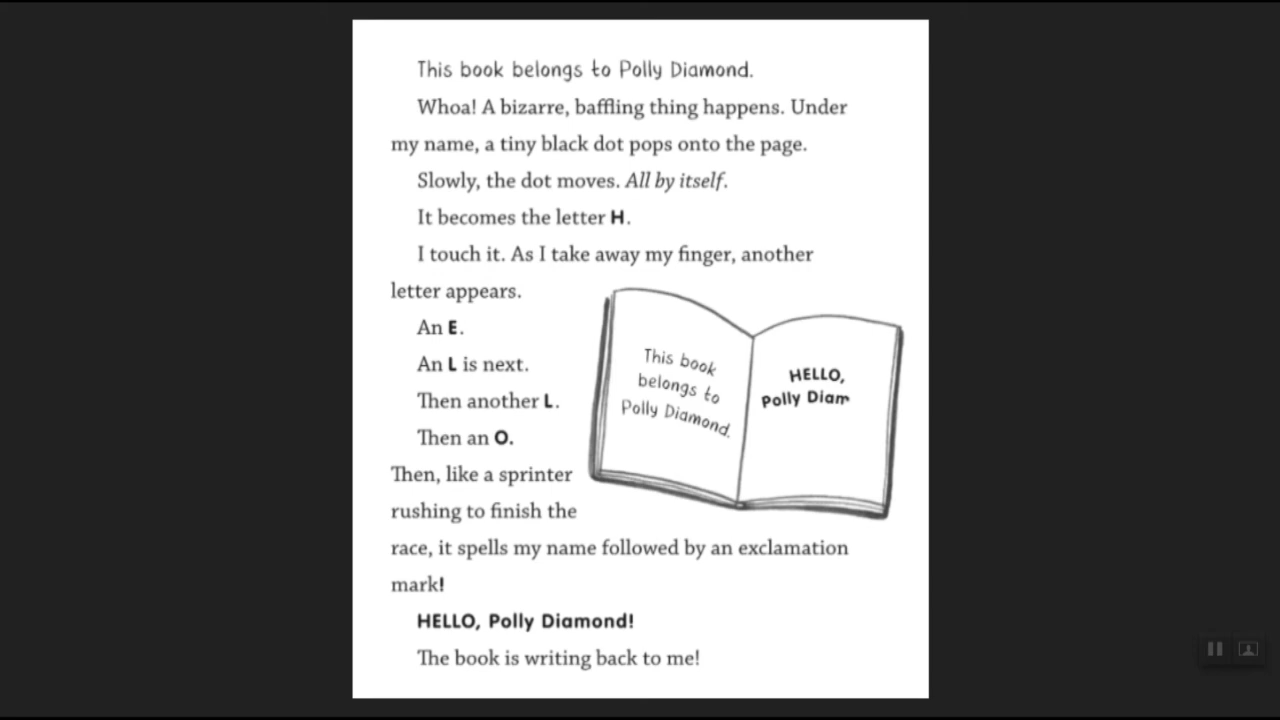 This book belongs to Polly Diamond.
Whoa! A bizarre, baffling thing happens. Under
my name, a tiny black dot pops onto the page.
Slowly, the dot moves. All by itself.
It becomes the letter H.
I touch it. As I take away my finger, another
letter appears.
An E.
An L is next.
Then another L.
Then an O.
Then, like a sprinter
rushing to finish the
race, it spells my name followed by an exclamation
mark!
HELLO, Polly Diamond!
The book is writing back to me!
This book
belongs to
Polly Diamond.
HELLO,
Polly Diam